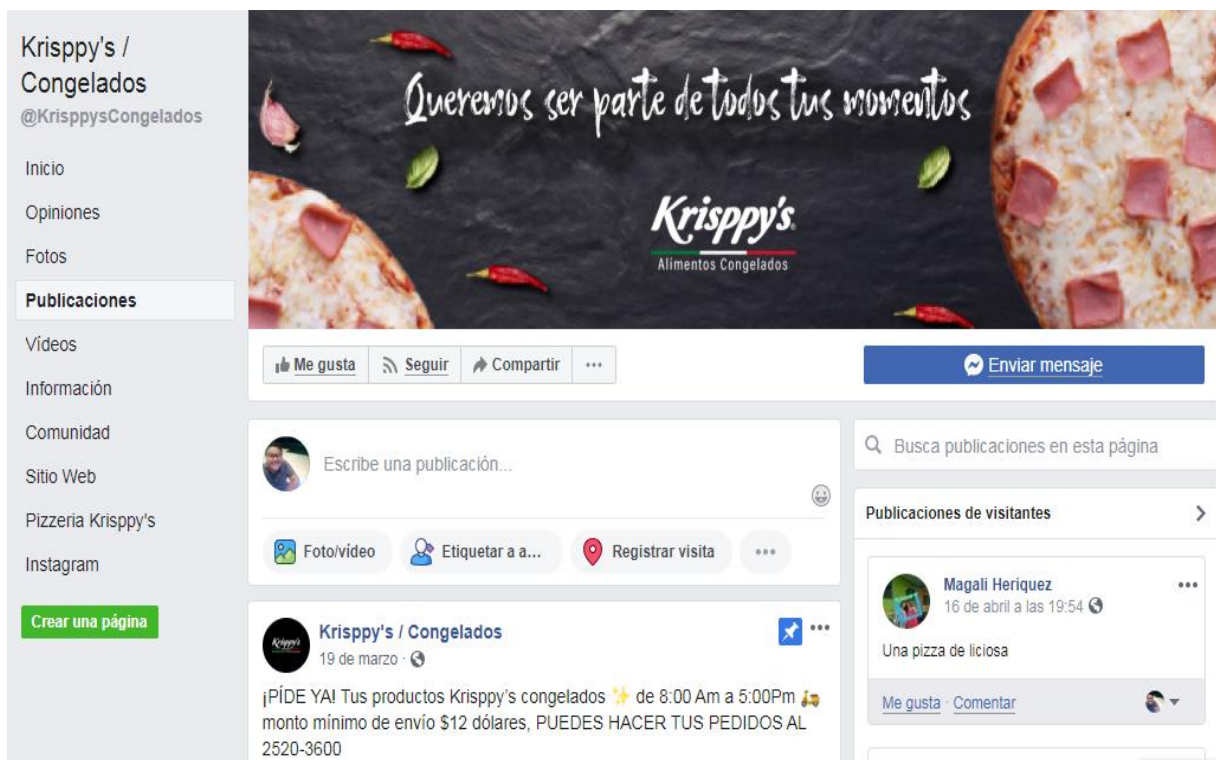 Krisppy's /
Congelados
@KrisppysCongelados
Inicio
Opiniones
Fotos
Publicaciones
Vídeos
Información
Comunidad
Sitio Web
Pizzeria Krisppy's
Instagram
Crear una página
Queremos ser parte de todos tus momentos
Krisppy's
Alimentos Congelados
Me gusta Seguir Compartir ...
Enviar mensaje
Escribe una publicación...
Foto/vídeo Etiquetar a a... Registrar visita ...
Krisppy's
Krisppy's / Congelados
19 de marzo ·
¡PÍDE YA! Tus productos Krisppy's congelados ✨ de 8:00 Am a 5:00Pm 🛵
monto mínimo de envío $12 dólares, PUEDES HACER TUS PEDIDOS AL
2520-3600
Busca publicaciones en esta página
Publicaciones de visitantes
Magali Heriquez
16 de abril a las 19:54
Una pizza de liciosa
Me gusta · Comentar